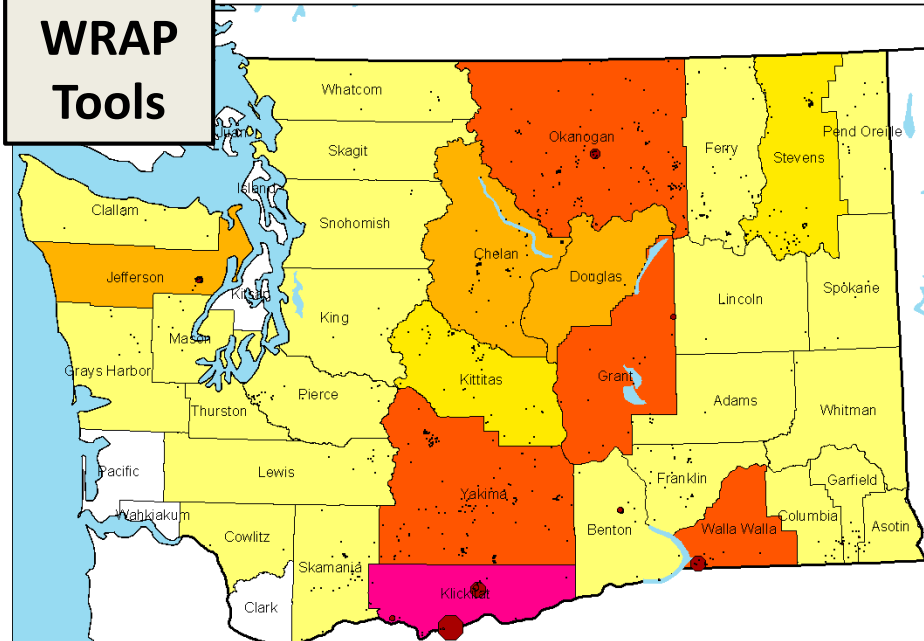 WRAP
Tools
Whatcom
Okanogan
Pend Oreille
Juan
Skagit
Ferry
Stevens
Island
Clallam
Snohomish
Chelan
Jefferson
Douglas
Kitsap
King
Lincoln
Spokane
Mason
Grays Harbor
Kittitas
Grant
Pierce
Thurston
Adams
Whitman
Pacific
Lewis
Yakima
Franklin
Garfield
Wahkiakum
Cowlitz
Benton
Walla Walla
Columbia
Asotin
Skamania
Clark
Klickitat